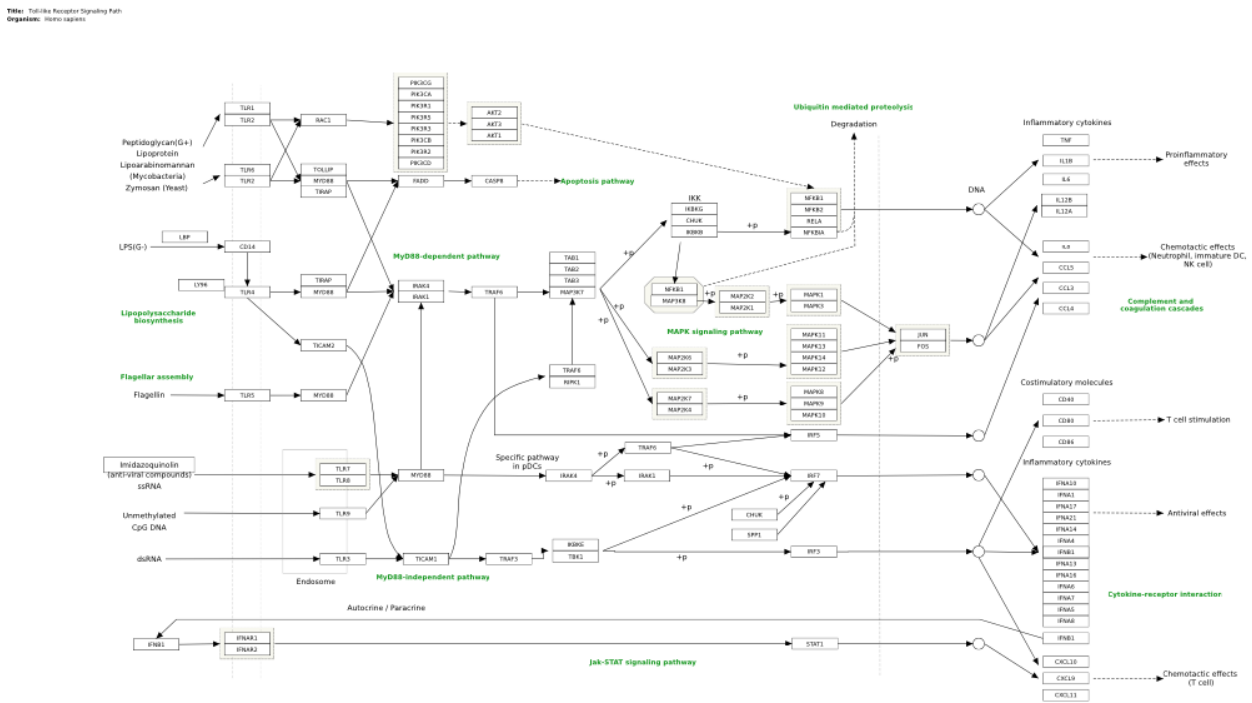 Title: Toll-like Receptor Signaling Path
Organism: Homo sapiens
Peptidoglycan(G+)
Lipoprotein
Lipoarabinomannan
(Mycobacteria)
Zymosan (Yeast)
TLR1
TLR2
TLR6
TLR2
RAC1
TOLLIP
MYD88
TIRAP
PIK3CG
PIK3CA
PIK3R1
PIK3R5
PIK3R3
PIK3CB
PIK3R2
PIK3CD
AKT2
AKT3
AKT1
FADD
CASP8
Apoptosis pathway
Ubiquitin mediated proteolysis
Degradation
LPS(G-)
LBP
CD14
LY96
TLR4
TIRAP
MYD88
MyD88-dependent pathway
IRAK4
IRAK1
TRAF6
TAB1
TAB2
TAB3
MAP3K7
+p
+p
+p
IKK
IKBKG
CHUK
IKBKB
+p
NFKB1
NFKB2
RELA
NFKBIA
NFKB1
MAP3K8
+p
MAP2K2
MAP2K1
+p
MAPK1
MAPK3
MAPK signaling pathway
MAP2K6
MAP2K3
+p
MAPK11
MAPK13
MAPK14
MAPK12
MAP2K7
MAP2K4
+p
MAPK8
MAPK9
MAPK10
JUN
FOS
+p
DNA
Lipopolysaccharide
biosynthesis
TICAM2
Flagellar assembly
Flagellin
TLR5
MYD88
TRAF6
RIPK1
IRF5
Imidazoquinolin
(anti-viral compounds)
ssRNA
TLR7
TLR8
MYD88
Specific pathway
in pDCs
IRAK4
+p
+p
TRAF6
IRAK1
+p
IRF7
Unmethylated
CpG DNA
TLR9
CHUK
SPP1
+p
+p
dsRNA
TLR3
Endosome
TICAM1
TRAF3
IKBKE
TBK1
+p
IRF3
MyD88-independent pathway
Autocrine / Paracrine
IFNB1
IFNAR1
IFNAR2
STAT1
Jak-STAT signaling pathway
Inflammatory cytokines
TNF
IL1B
IL6
IL12B
IL12A
Proinflammatory
effects
IL8
CCL5
CCL3
CCL4
Chemotactic effects
(Neutrophil, immature DC,
NK cell)
Complement and
coagulation cascades
Costimulatory molecules
CD40
CD80
CD86
T cell stimulation
Inflammatory cytokines
IFNA10
IFNA1
IFNA17
IFNA21
IFNA14
IFNA4
IFNB1
IFNA13
IFNA16
IFNA6
IFNA7
IFNA5
IFNA8
Antiviral effects
Cytokine-receptor interaction
IFNB1
CXCL10
CXCL9
CXCL11
Chemotactic effects
(T cell)